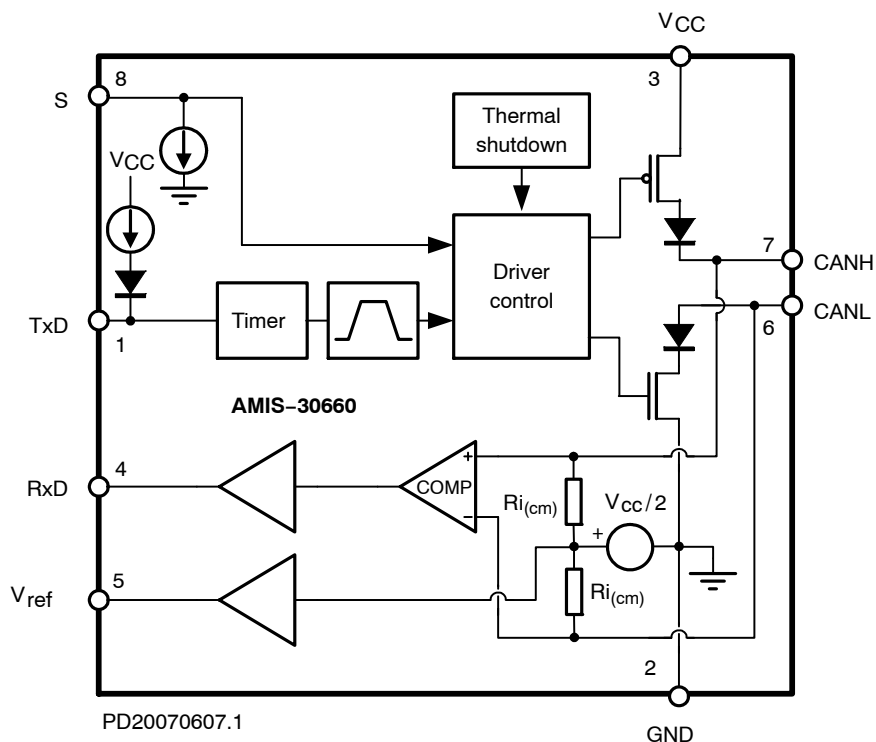 VCC
8
3
S
Thermal
shutdown
VCC
7
CANH
Driver
control
CANL
6
TxD
1
Timer
AMIS−30660
4
RxD
+
COMP
−
Ri(cm)
VCC/2
+
5
Vref
Ri(cm)
2
PD20070607.1
GND